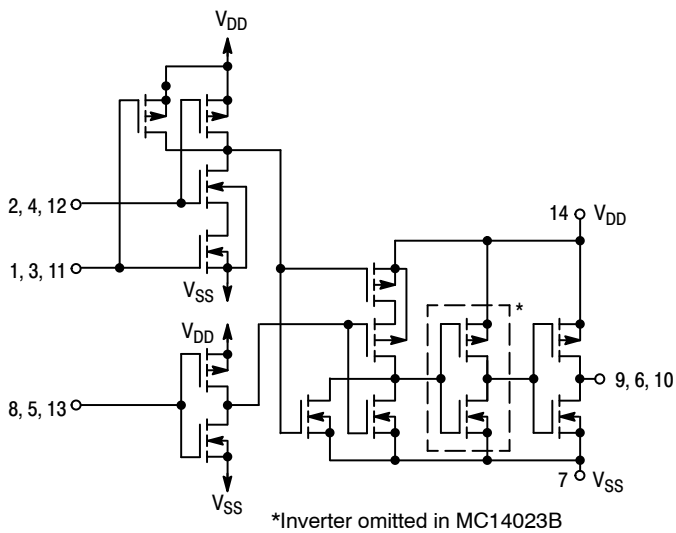 VDD
2, 4, 12
1, 3, 11
VSS
14 VDD
*
VDD
8, 5, 13
9, 6, 10
7 VSS
VSS
*Inverter omitted in MC14023B